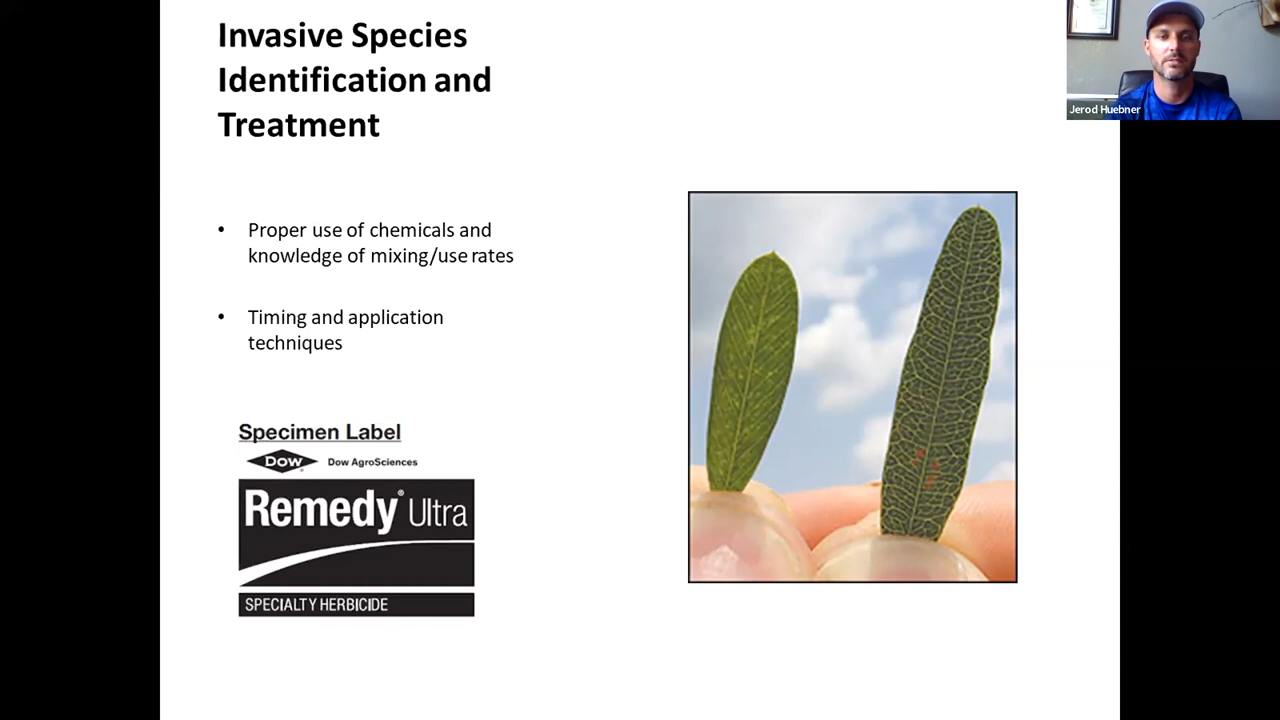 Invasive Species
Identification and
Treatment
Jerod Huebner
• Proper use of chemicals and
knowledge of mixing/use rates
• Timing and application
techniques
Specimen Label
Dow
Dow AgroSciences
Remedy® Ultra
SPECIALTY HERBICIDE